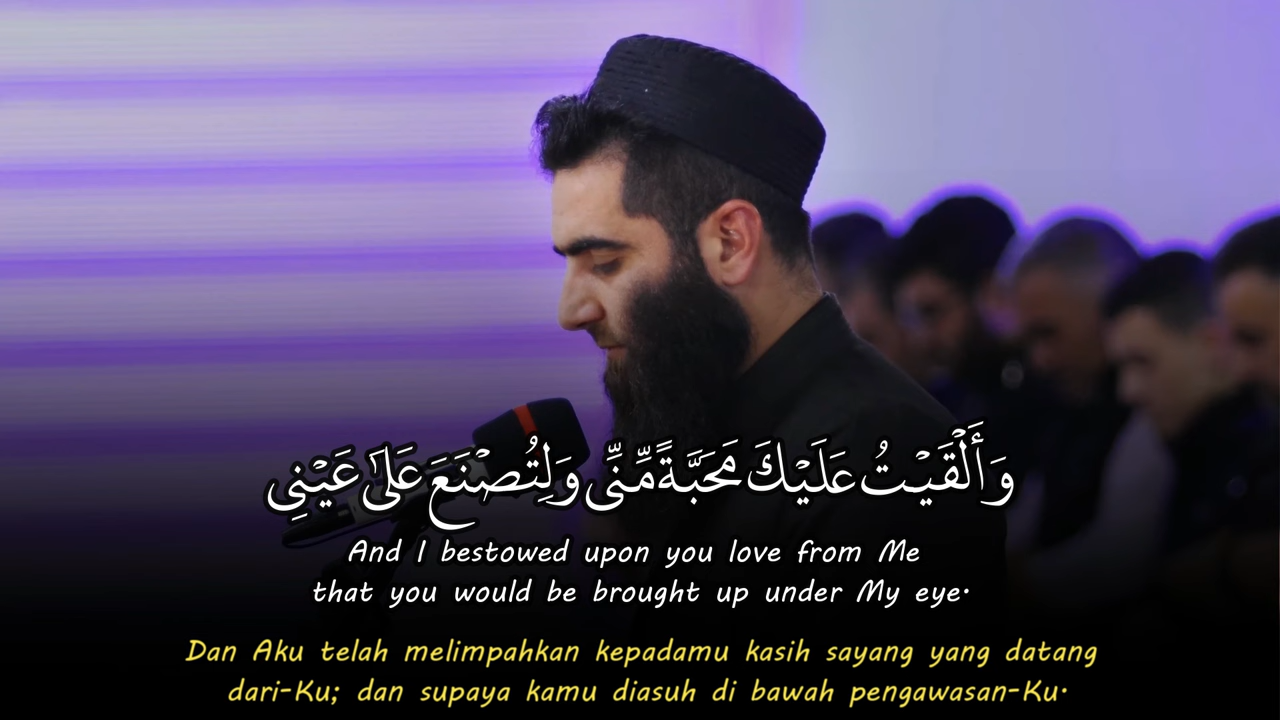 وَأَلْقَيْتُ عَلَيْكَ مَحَبَّةً مِّنِّي وَلِتُصْنَعَ عَلَىٰ عَيْنِي
And I bestowed upon you love from Me
that you would be brought up under My eye.
Dan Aku telah melimpahkan kepadamu kasih sayang yang datang
dari-Ku; dan supaya kamu diasuh di bawah pengawasan-Ku.